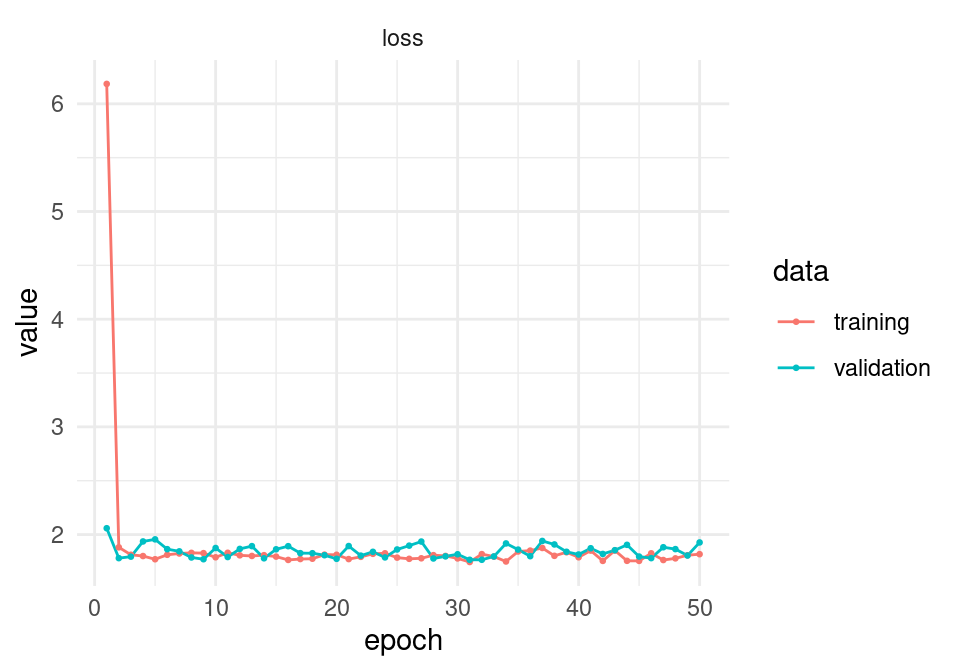 loss
6
5
4
3
2
value
0 10 20 30 40 50
epoch
data
training
validation